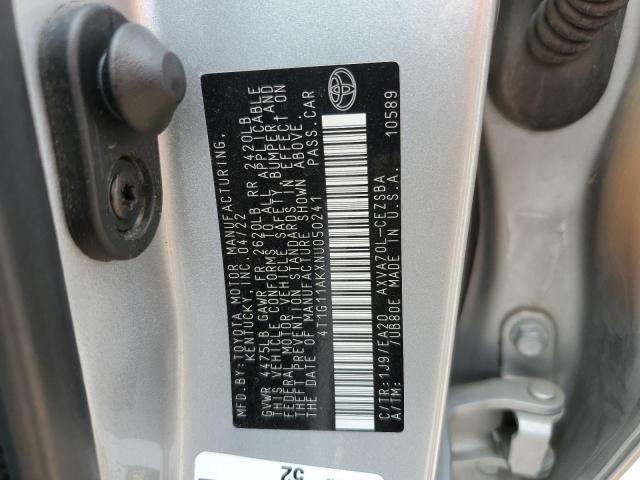 MFD.BY:TOYOTA MOTOR MANUFACTURING,
KENTUCKY, INC. 04/22
GVWR 4475LB GAWR FR 2620LB RR 2420LB
THIS VEHICLE CONFORMS TO ALL APPLICABLE
FEDERAL MOTOR VEHICLE SAFETY BUMPER, AND
THEFT PREVENTION STANDARDS IN EFFECT ON
THE DATE OF MANUFACTURE SHOWN ABOVE.
4T1G11AKXNU050241 PASS.CAR
C/TR:1J9/EA20 AXVA70L-CEZSBA
A/TM: /UB80E MADE IN U.S.A. 10589
52